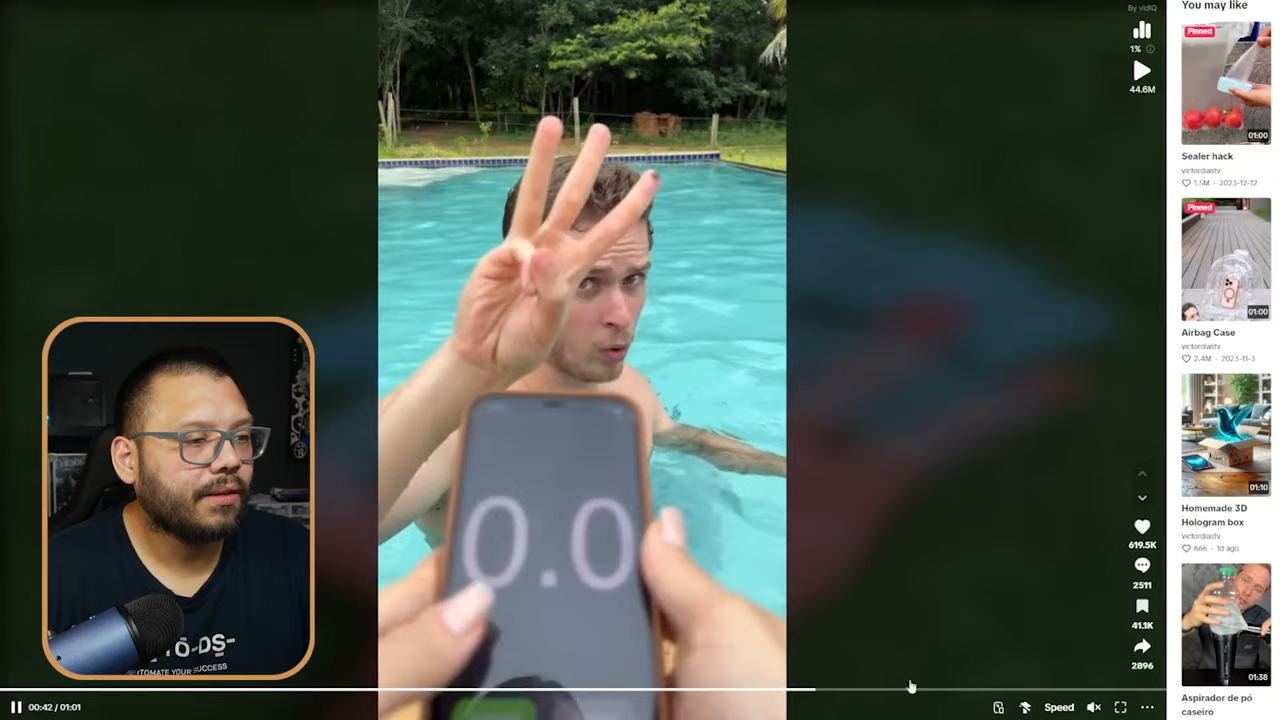 By vidIQ
1%
44.6M
619.5K
2511
41.1K
2896
0.0
TO-DS-
TOMATE YOUR SUCCESS
00:42 / 01:01
Speed
You may like
Pinned
01:00
Sealer hack
victordiastv
1.5M · 2023-12-12
Pinned
01:00
Airbag Case
victordiastv
2.4M · 2023-11-3
01:10
Homemade 3D
Hologram box
victordiastv
666 · 1d ago
01:38
Aspirador de pó
caseiro